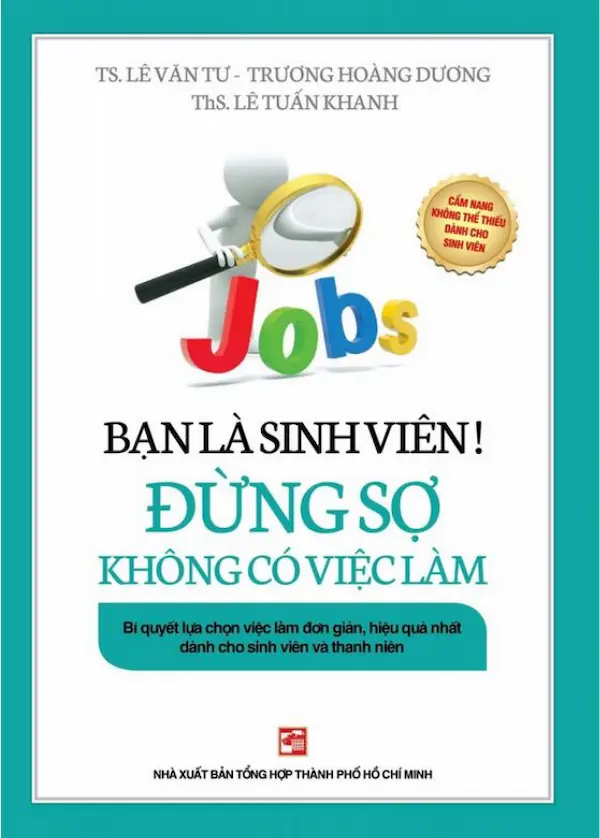 TS. LÊ VĂN TƯ - TRƯƠNG HOÀNG DƯƠNG
ThS. LÊ TUẤN KHANH
CẨM NANG
KHÔNG THỂ THIẾU
DÀNH CHO
SINH VIÊN
Jobs
BẠN LÀ SINH VIÊN!
ĐỪNG SỢ
KHÔNG CÓ VIỆC LÀM
Bí quyết lựa chọn việc làm đơn giản, hiệu quả nhất
dành cho sinh viên và thanh niên
NHÀ XUẤT BẢN TỔNG HỢP THÀNH PHỐ HỒ CHÍ MINH